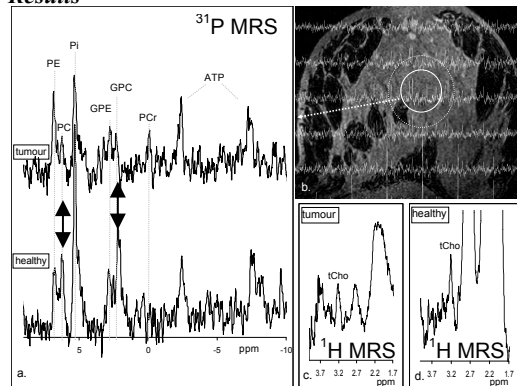 Results
31P MRS
Pi
PE
GPC
PC
GPE
PCr
ATP
tumour
healthy
5
0
ppm
-5
-10
a.
b.
tumour
tCho
1H MRS
3.7
3.2
2.7
2.2
1.7
ppm
c.
healthy
tCho
1H MRS
3.7
3.2
2.7
2.2
1.7
ppm
d.